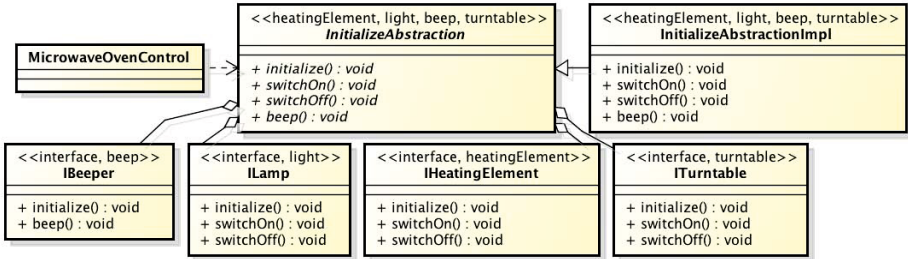 <<heatingElement, light, beep, turntable>>
InitializeAbstraction
+ initialize() : void
+ switchOn() : void
+ switchOff() : void
+ beep() : void
<<heatingElement, light, beep, turntable>>
InitializeAbstractionImpl
+ initialize() : void
+ switchOn() : void
+ switchOff() : void
+ beep() : void
MicrowaveOvenControl
<<interface, beep>>
IBeeper
+ initialize() : void
+ beep() : void
<<interface, light>>
ILamp
+ initialize() : void
+ switchOn() : void
+ switchOff() : void
<<interface, heatingElement>>
IHeatingElement
+ initialize() : void
+ switchOn() : void
+ switchOff() : void
<<interface, turntable>>
ITurntable
+ initialize() : void
+ switchOn() : void
+ switchOff() : void